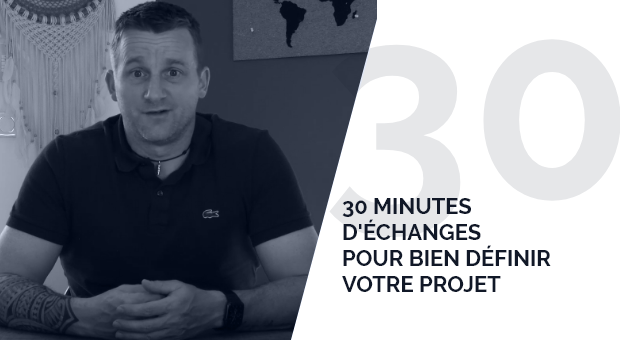 30
30 MINUTES
D'ÉCHANGES
POUR BIEN DÉFINIR
VOTRE PROJET